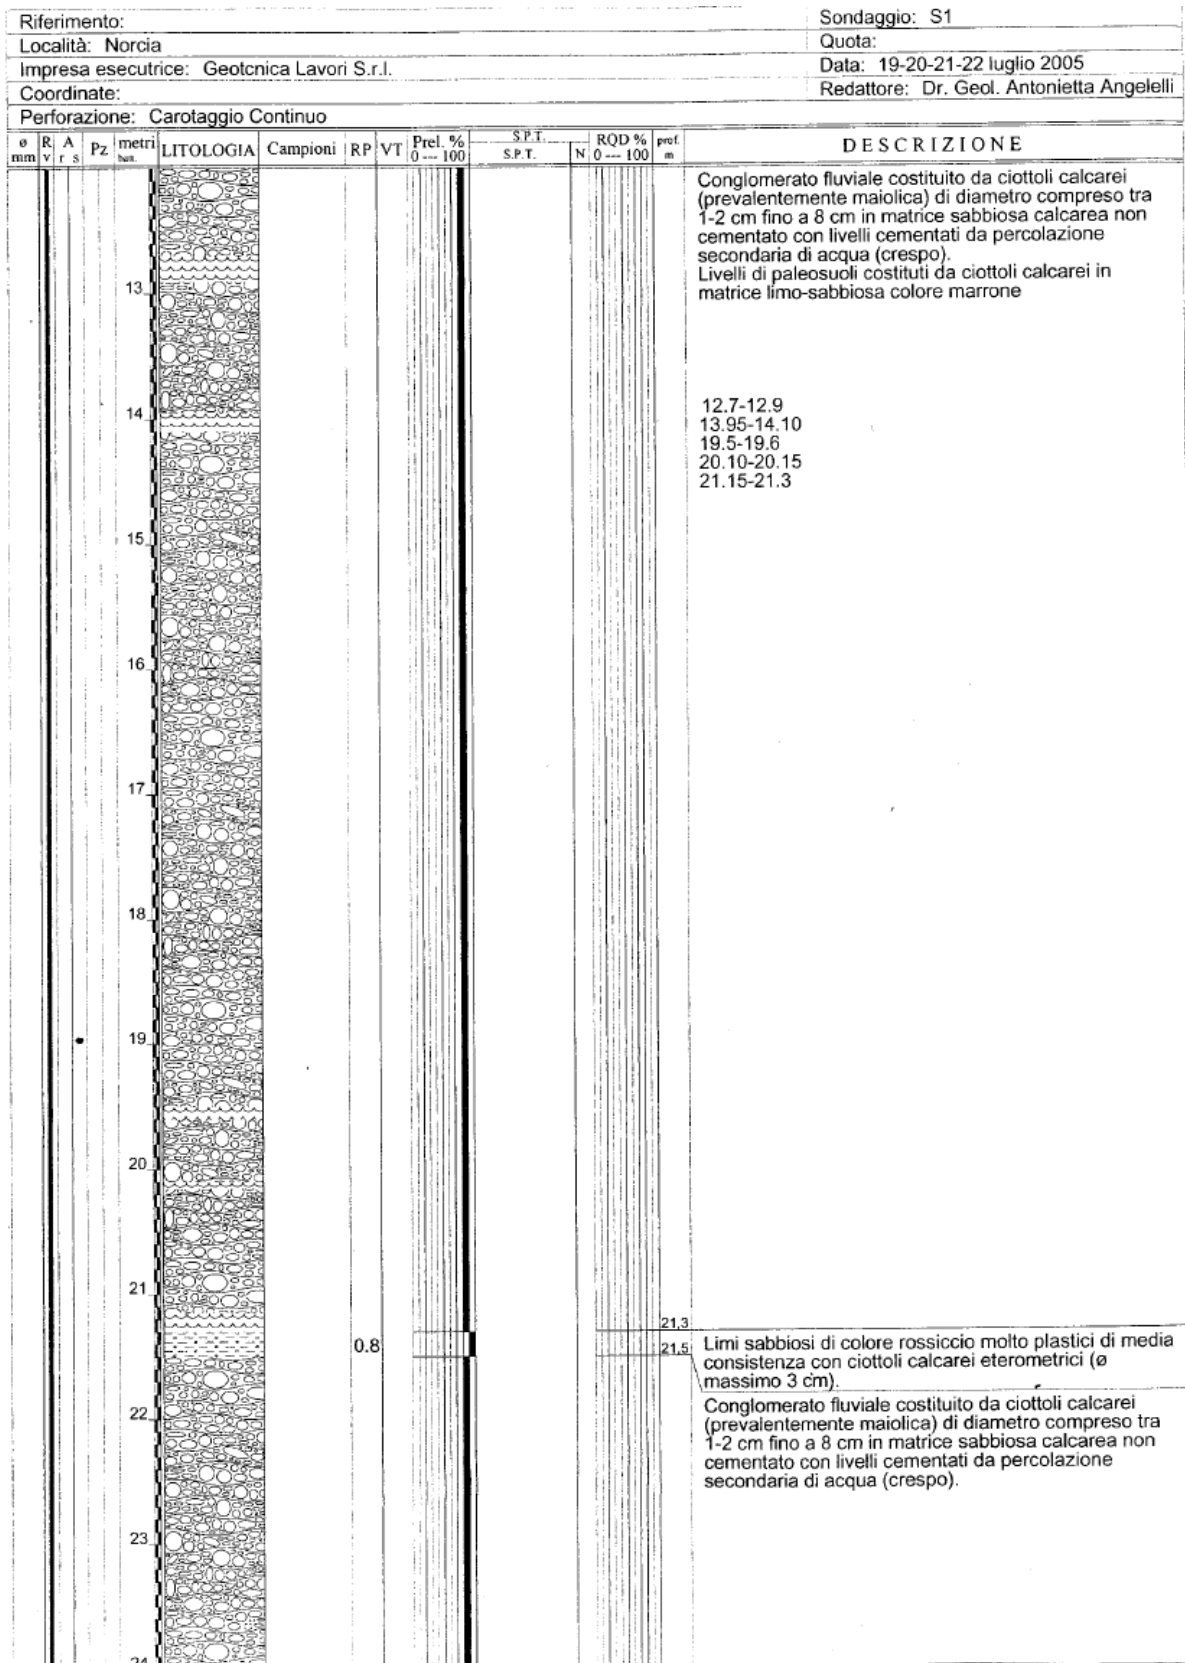 Riferimento:
Sondaggio: S1
Località: Norcia
Quota:
Impresa esecutrice: Geotcnica Lavori S.r.l.
Data: 19-20-21-22 luglio 2005
Coordinate:
Redattore: Dr. Geol. Antonietta Angelelli
Perforazione: Carotaggio Continuo
ø mm R v A r s Pz metri LITOLOGIA Campioni RP VT Prel. % 0 --- 100 S.P.T. S.P.T. N RQD % 0 --- 100 prof. m DESCRIZIONE
Conglomerato fluviale costituito da ciottoli calcarei
(prevalentemente maiolica) di diametro compreso tra
1-2 cm fino a 8 cm in matrice sabbiosa calcarea non
cementato con livelli cementati da percolazione
secondaria di acqua (crespo).
Livelli di paleosuoli costituti da ciottoli calcarei in
matrice limo-sabbiosa colore marrone
13
12.7-12.9
14
13.95-14.10
19.5-19.6
20.10-20.15
21.15-21.3
15
16
17
18
19
20
21
21,3
0.8
21,5
Limi sabbiosi di colore rossiccio molto plastici di media
consistenza con ciottoli calcarei eterometrici (ø
massimo 3 cm).
22
Conglomerato fluviale costituito da ciottoli calcarei
(prevalentemente maiolica) di diametro compreso tra
1-2 cm fino a 8 cm in matrice sabbiosa calcarea non
cementato con livelli cementati da percolazione
secondaria di acqua (crespo).
23
24